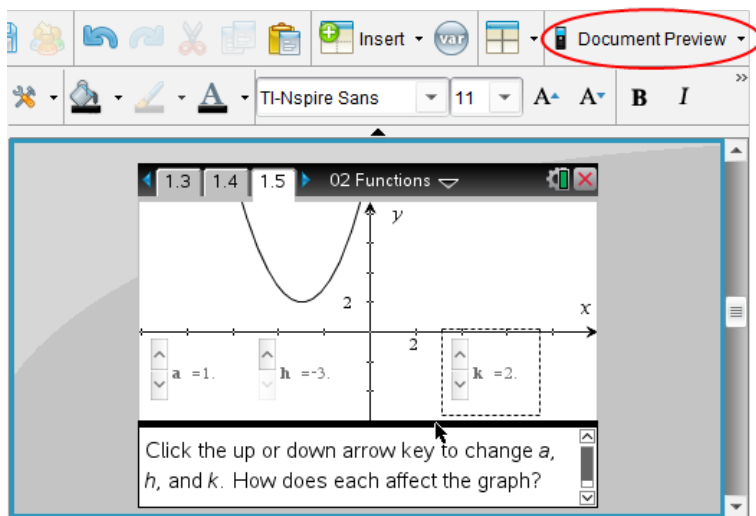 Insert var Document Preview
TI-Nspire Sans 11 A A B I
»
1.3 1.4 1.5 02 Functions
y
2
x
2
a =1. h =-3. k =2.
Click the up or down arrow key to change a,
h, and k. How does each affect the graph?